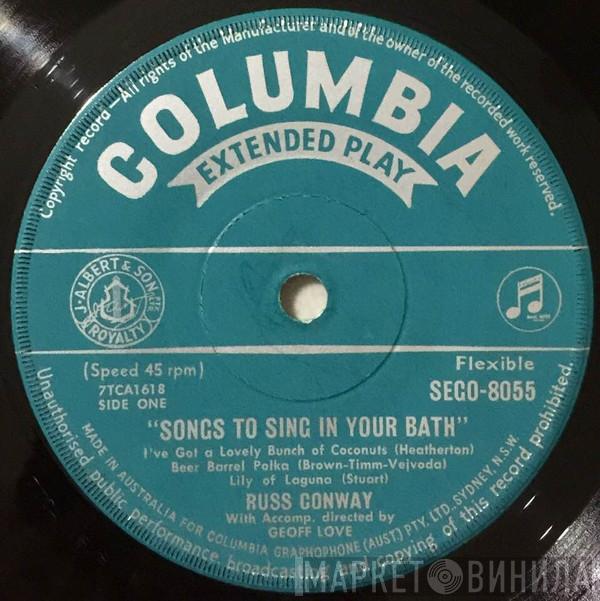 Copyright record—All rights of the Manufacturer and of the owner of the recorded work reserved.
COLUMBIA
EXTENDED PLAY
J. ALBERT & SON PTY LTD
ROYALTY
(Speed 45 rpm)
7TCA1618
SIDE ONE
Flexible
SEGO-8055
"SONGS TO SING IN YOUR BATH"
I've Got a Lovely Bunch of Coconuts (Heatherton)
Beer Barrel Polka (Brown-Timm-Vejvoda)
Lily of Laguna (Stuart)
RUSS CONWAY
With Accomp. directed by
GEOFF LOVE
MADE IN AUSTRALIA FOR COLUMBIA GRAPHOPHONE (AUST) PTY. LTD. SYDNEY, N.S.W.
Unauthorised public performance broadcasting and copying of this record prohibited.
МАРКЕТ ВИНИЛА